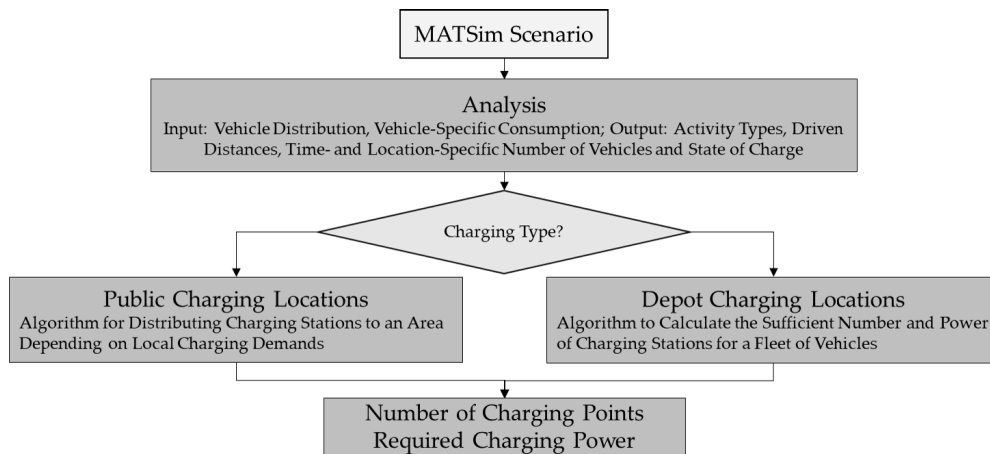 MATSim Scenario
Analysis
Input: Vehicle Distribution, Vehicle-Specific Consumption; Output: Activity Types, Driven
Distances, Time- and Location-Specific Number of Vehicles and State of Charge
Charging Type?
Public Charging Locations
Algorithm for Distributing Charging Stations to an Area
Depending on Local Charging Demands
Depot Charging Locations
Algorithm to Calculate the Sufficient Number and Power
of Charging Stations for a Fleet of Vehicles
Number of Charging Points
Required Charging Power